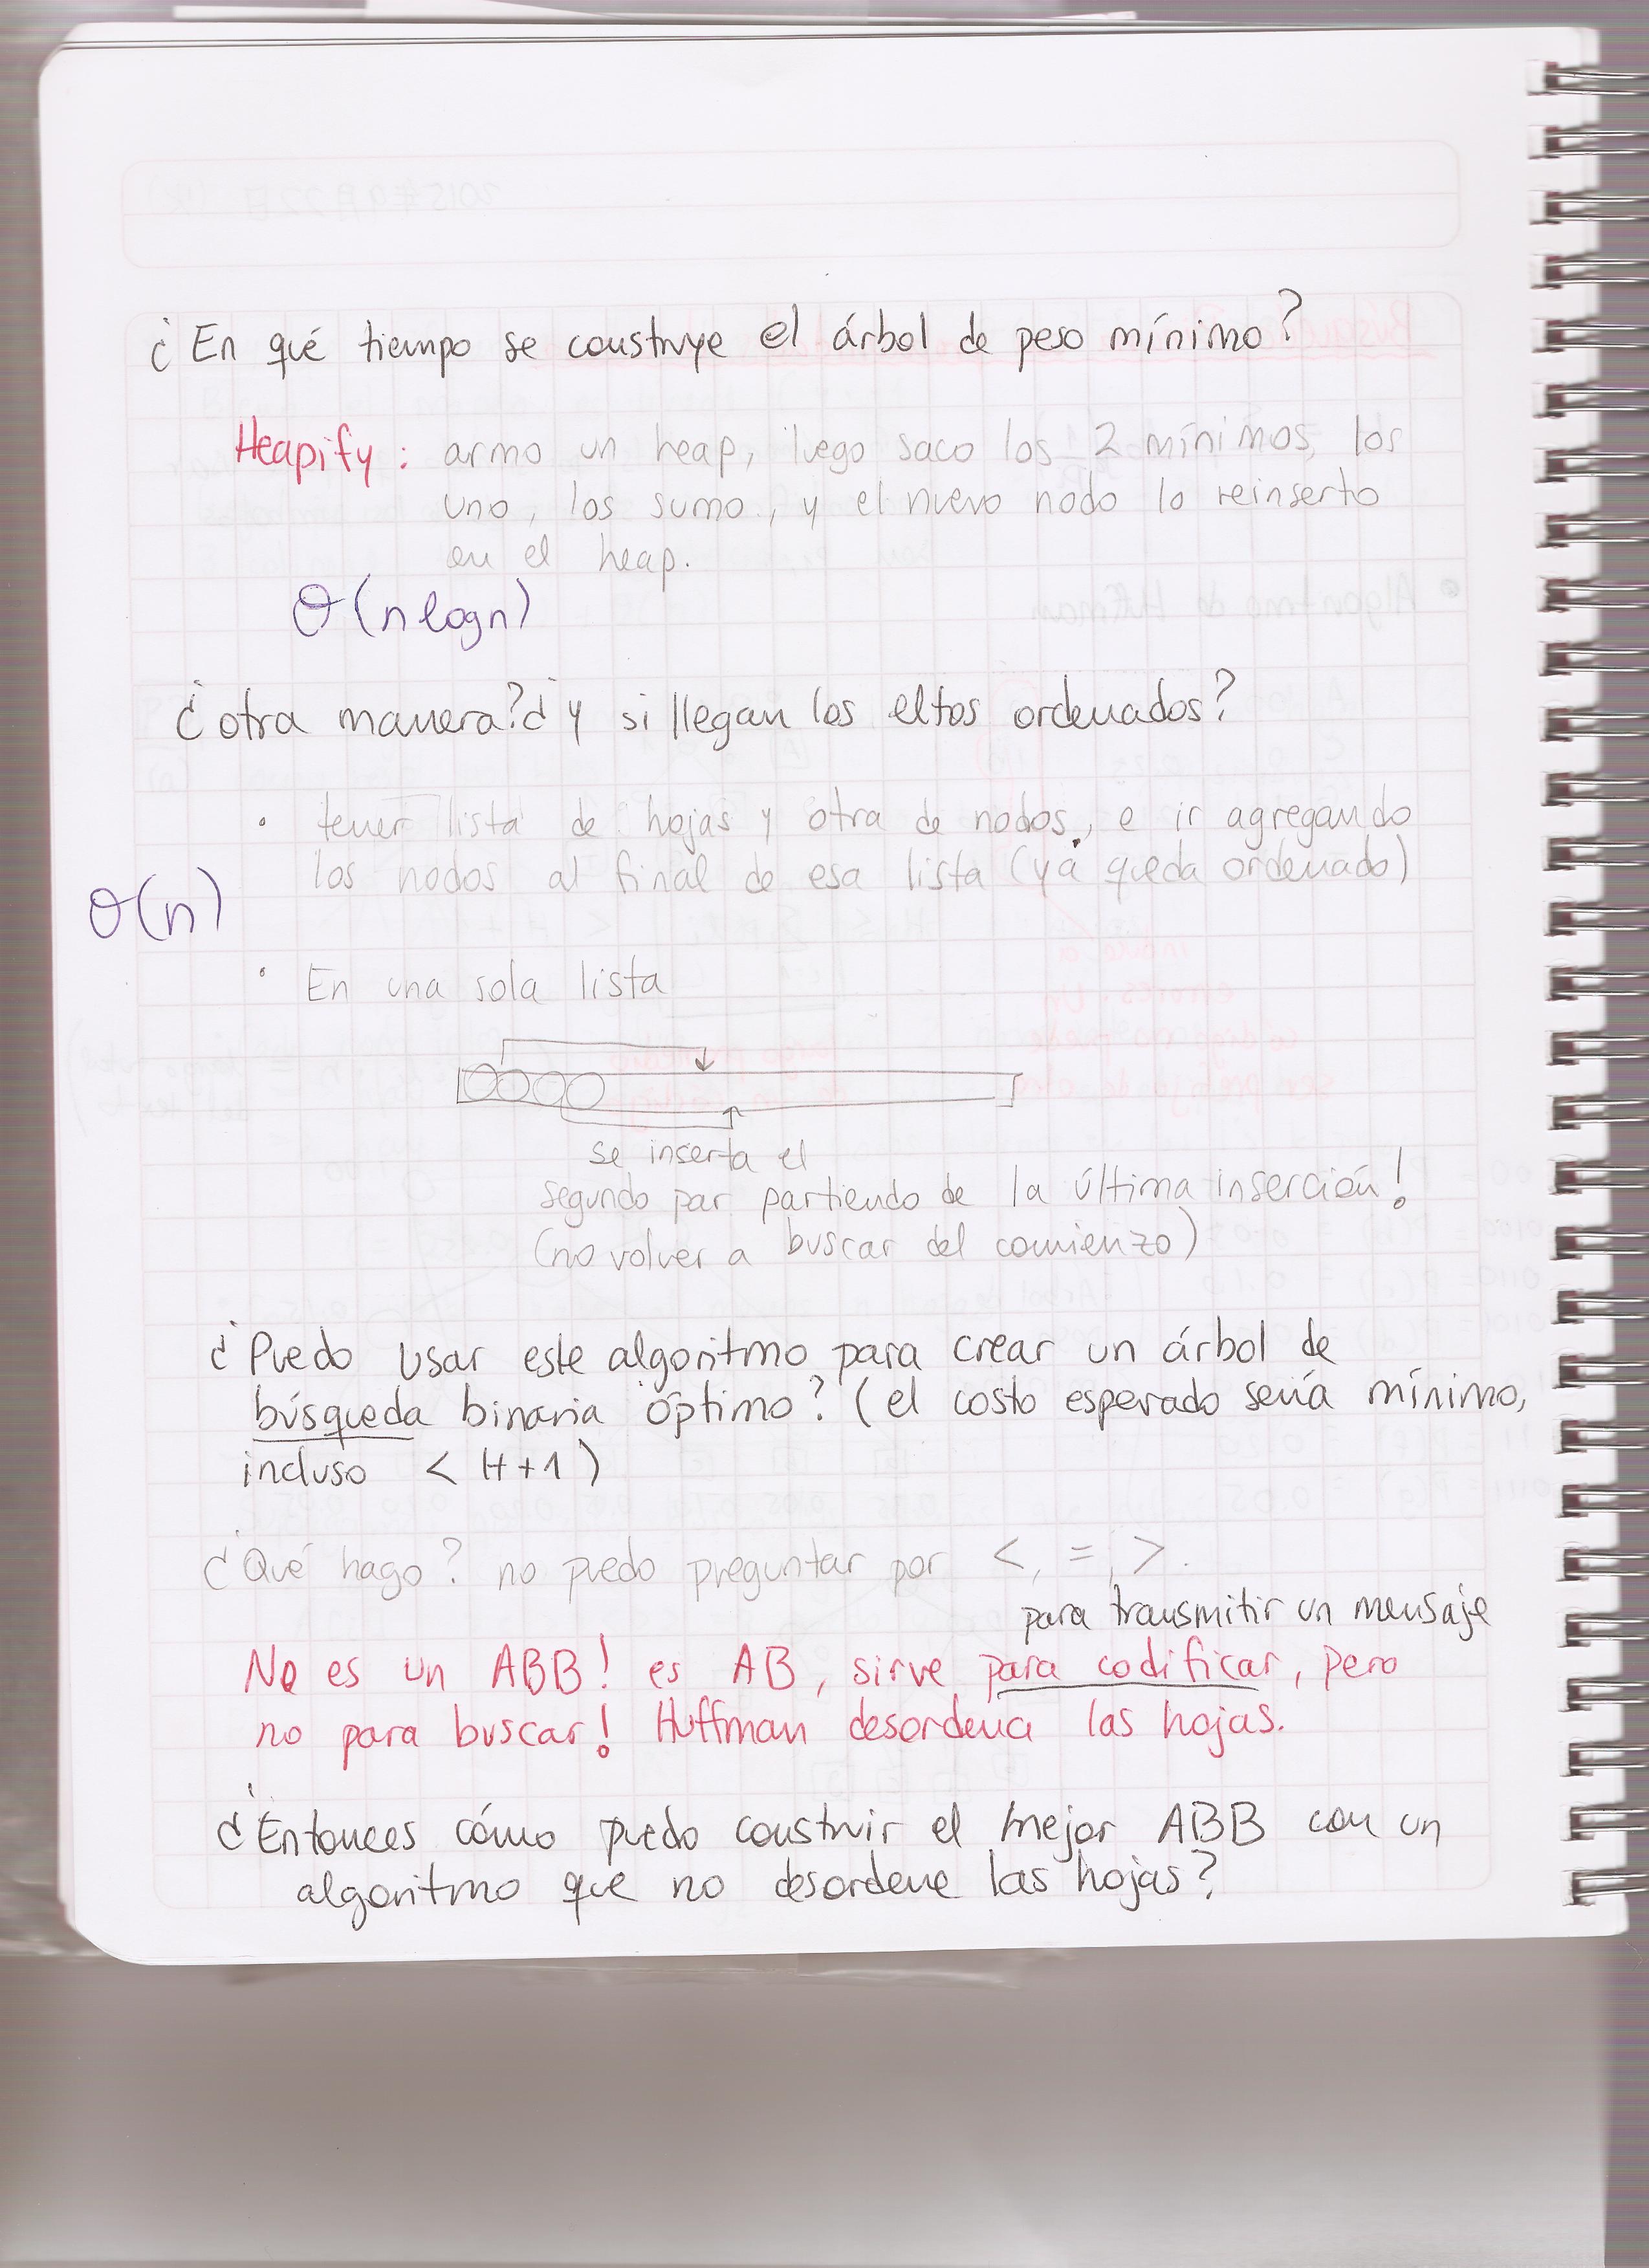 ¿En qué tiempo se construye el árbol de peso mínimo?
Heapify: armo un heap, luego saco los 2 mínimos, los
uno, los sumo, y el nuevo nodo lo reinserto
en el heap.
Θ(n logn)
¿otra manera?¿Y si llegan los eltos ordenados?
• tener lista de hojas y otra de nodos, e ir agregando
los nodos al final de esa lista (ya queda ordenado)
Θ(n)
• En una sola lista
se inserta el
segundo par partiendo de la última inserción!
(no volver a buscar del comienzo)
¿Puedo usar este algoritmo para crear un árbol de
búsqueda binaria óptimo? (el costo esperado sería mínimo,
incluso < H+1)
¿Qué hago? no puedo preguntar por <, =, >.
para transmitir un mensaje
No es un ABB! es AB, sirve para codificar, pero
no para buscar! Huffman desordena las hojas.
¿Entonces cómo puedo construir el mejor ABB con un
algoritmo que no desordene las hojas?